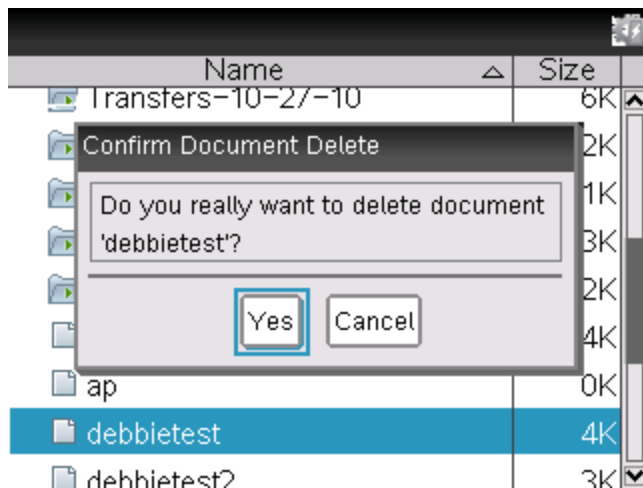 Name Size
Transfers-10-27-10 6K
Confirm Document Delete 2K
1K
Do you really want to delete document
'debbietest'? 3K
2K
Yes Cancel
4K
ap 0K
debbietest 4K
debbietest2 3K